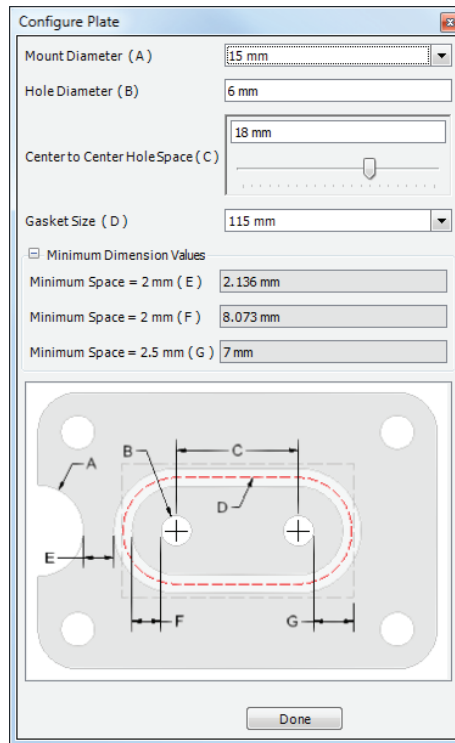 Configure Plate
Mount Diameter (A)
15 mm
Hole Diameter (B)
6 mm
18 mm
Center to Center Hole Space (C)
Gasket Size (D)
115 mm
Minimum Dimension Values
Minimum Space = 2 mm (E)
2.136 mm
Minimum Space = 2 mm (F)
8.073 mm
Minimum Space = 2.5 mm (G)
7 mm
B
C
A
D
E
F
G
Done